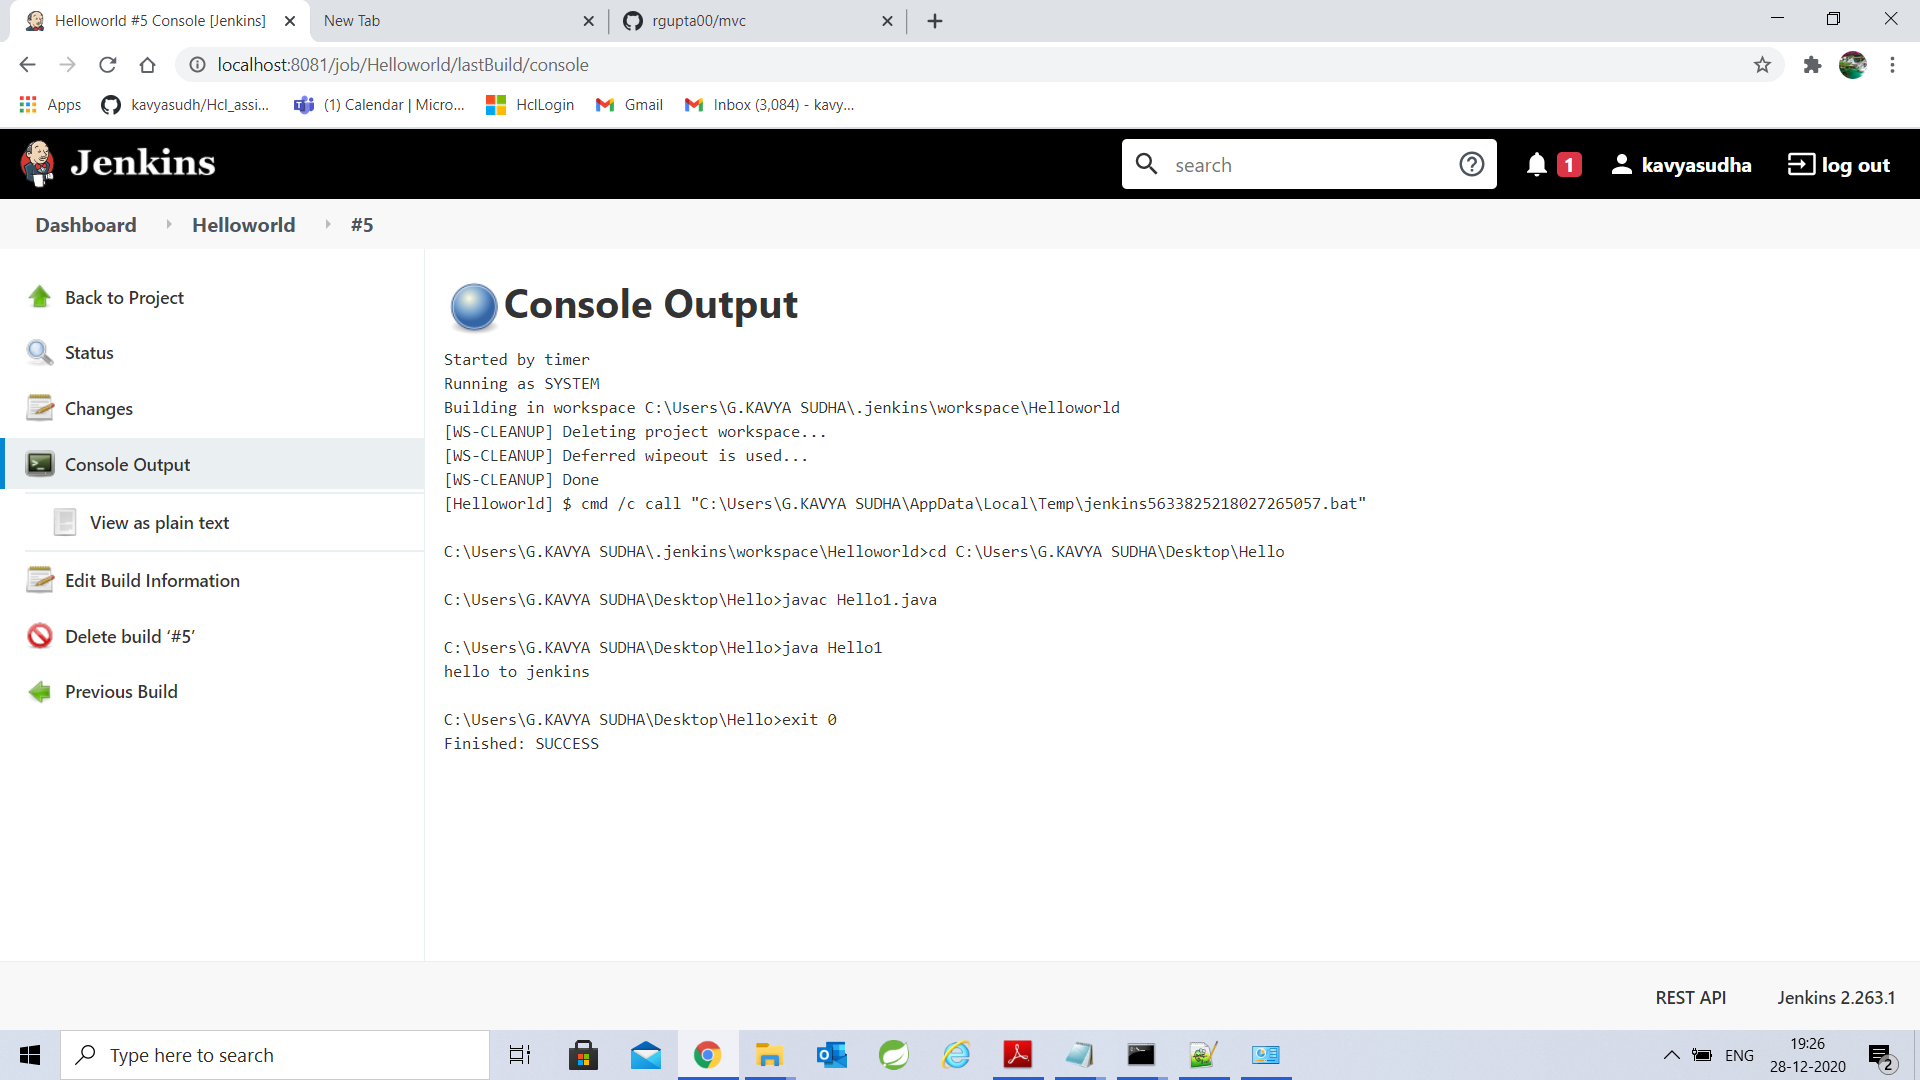 Helloworld #5 Console [Jenkins]
New Tab
rgupta00/mvc
localhost:8081/job/Helloworld/lastBuild/console
Apps
kavyasudh/Hcl_assi...
(1) Calendar | Micro...
HclLogin
Gmail
Inbox (3,084) - kavy...
Jenkins
search
1
kavyasudha
log out
Dashboard
Helloworld
#5
Back to Project
Status
Changes
Console Output
View as plain text
Edit Build Information
Delete build ‘#5’
Previous Build
Console Output
Started by timer
Running as SYSTEM
Building in workspace C:\Users\G.KAVYA SUDHA\.jenkins\workspace\Helloworld
[WS-CLEANUP] Deleting project workspace...
[WS-CLEANUP] Deferred wipeout is used...
[WS-CLEANUP] Done
[Helloworld] $ cmd /c call "C:\Users\G.KAVYA SUDHA\AppData\Local\Temp\jenkins5633825218027265057.bat"
C:\Users\G.KAVYA SUDHA\.jenkins\workspace\Helloworld>cd C:\Users\G.KAVYA SUDHA\Desktop\Hello
C:\Users\G.KAVYA SUDHA\Desktop\Hello>javac Hello1.java
C:\Users\G.KAVYA SUDHA\Desktop\Hello>java Hello1
hello to jenkins
C:\Users\G.KAVYA SUDHA\Desktop\Hello>exit 0
Finished: SUCCESS
REST API
Jenkins 2.263.1
Type here to search
ENG
19:26
28-12-2020
2